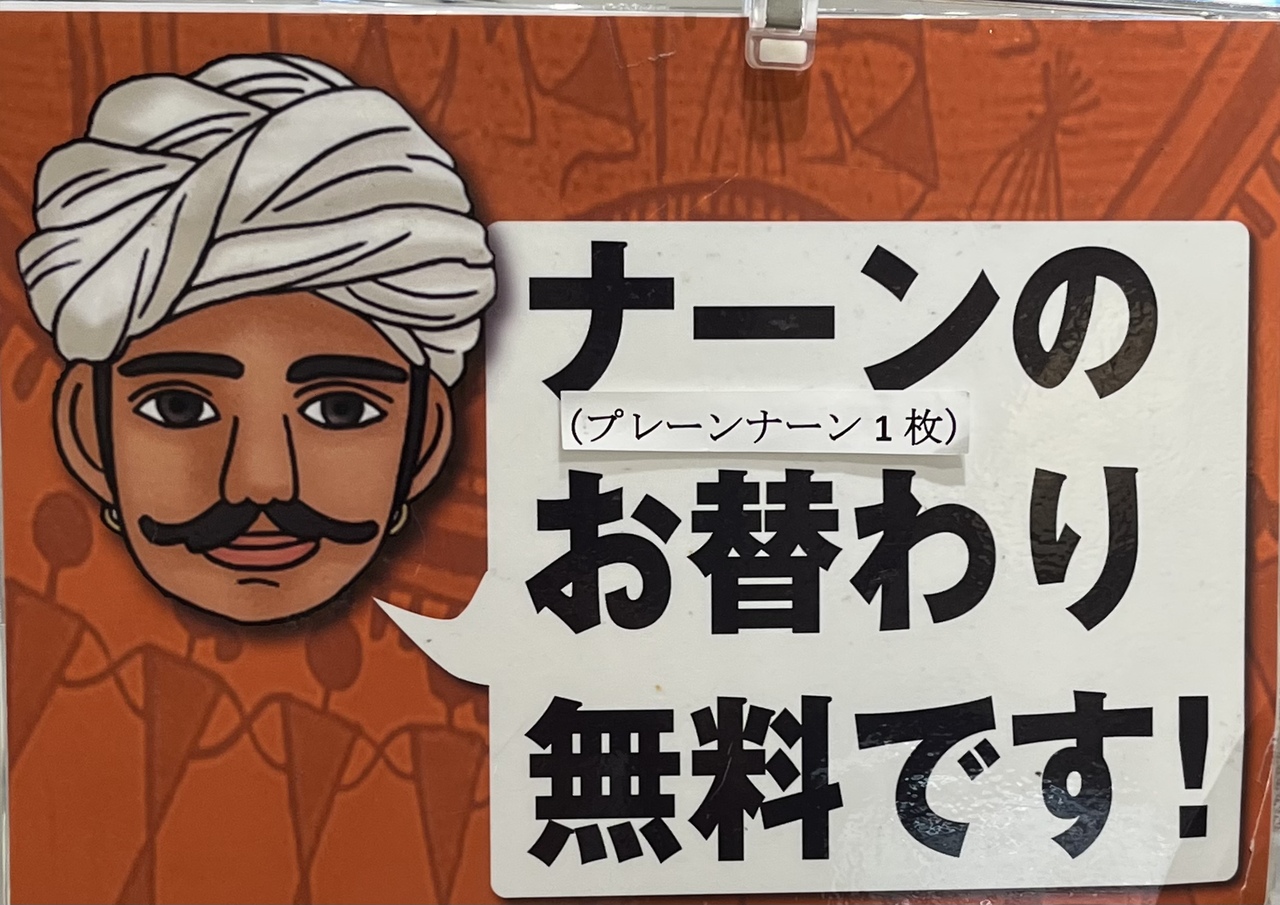 ナーンの
（プレーンナーン1枚）
お替わり
無料です!